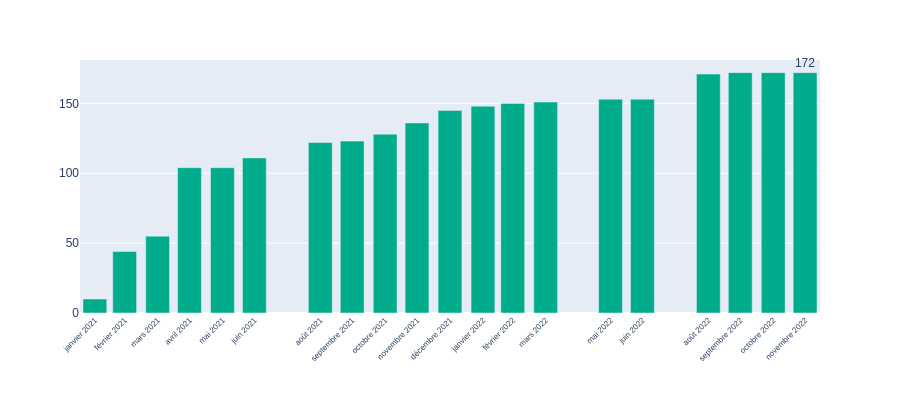 172
150
100
50
0
janvier 2021
février 2021
mars 2021
avril 2021
mai 2021
juin 2021
août 2021
septembre 2021
octobre 2021
novembre 2021
décembre 2021
janvier 2022
février 2022
mars 2022
mai 2022
juin 2022
août 2022
septembre 2022
octobre 2022
novembre 2022